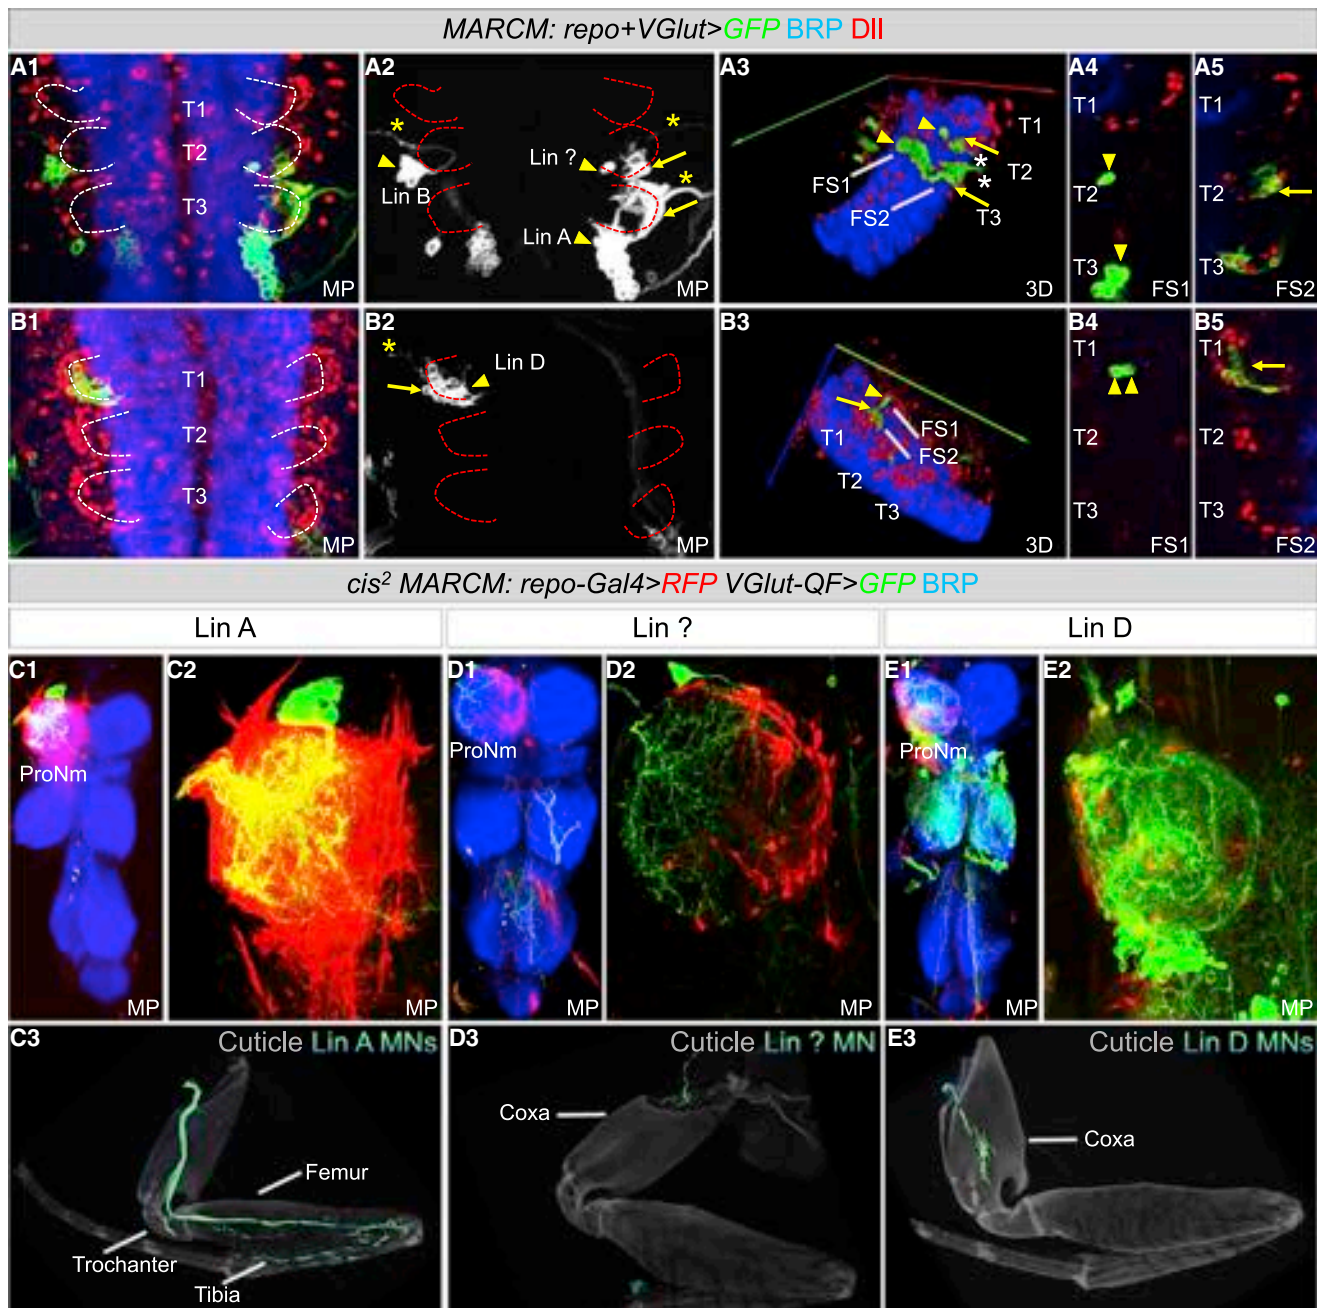 MARCM: repo+VGlut>GFP BRP Dll
A1 T1 T2 T3 MP
A2 * * * Lin ? Lin B Lin A MP
A3 T1 T2 T3 * * FS1 FS2 3D
A4 T1 T2 T3 FS1
A5 T1 T2 T3 FS2
B1 T1 T2 T3 MP
B2 * Lin D MP
B3 T1 T2 T3 FS1 FS2 3D
B4 T1 T2 T3 FS1
B5 T1 T2 T3 FS2
cis² MARCM: repo-Gal4>RFP VGlut-QF>GFP BRP
Lin A Lin ? Lin D
C1 ProNm MP
C2 MP
D1 ProNm MP
D2 MP
E1 ProNm MP
E2 MP
C3 Cuticle Lin A MNs
Femur
Trochanter
Tibia
D3 Cuticle Lin ? MN
Coxa
E3 Cuticle Lin D MNs
Coxa